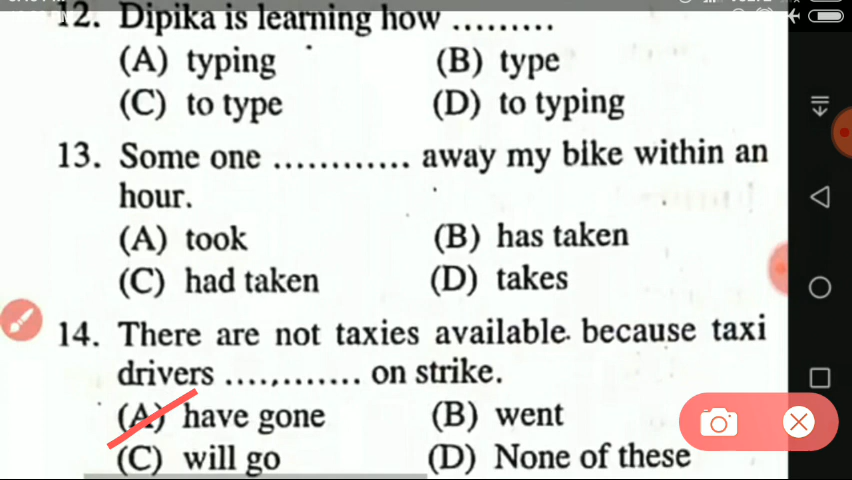 12. Dipika is learning how .........
(A) typing (B) type
(C) to type (D) to typing
13. Some one ............ away my bike within an
hour.
(A) took (B) has taken
(C) had taken (D) takes
14. There are not taxies available because taxi
drivers ............ on strike.
(A) have gone (B) went
(C) will go (D) None of these